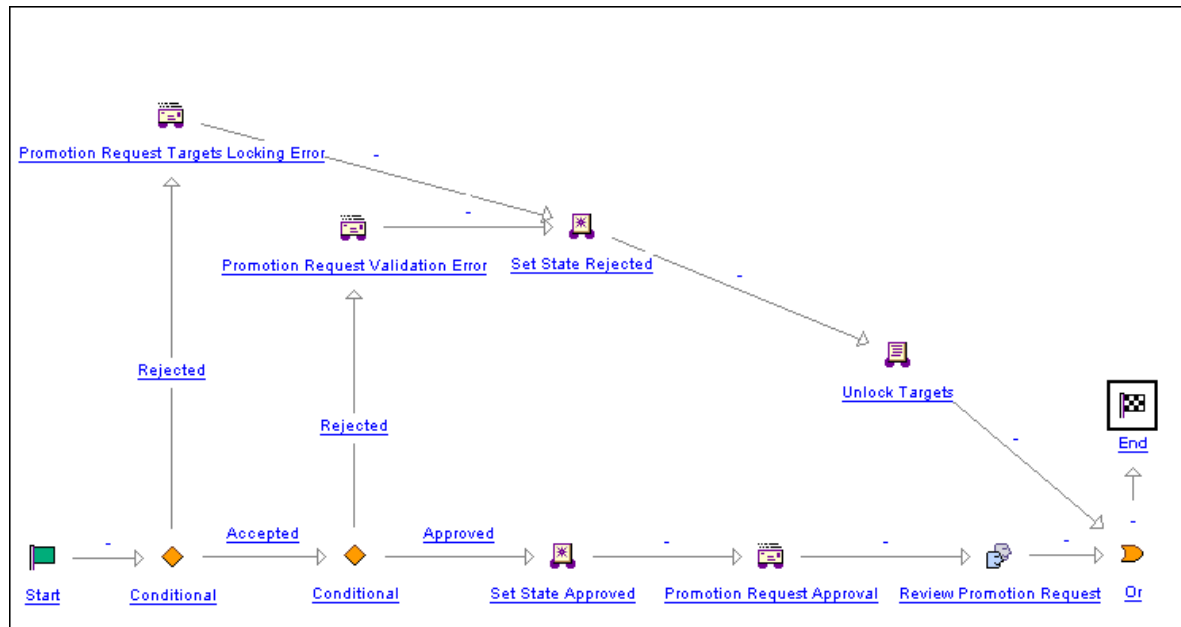 Promotion Request Targets Locking Error
-
-
Promotion Request Validation Error
Set State Rejected
-
Rejected
Unlock Targets
Rejected
-
End
-
-
Accepted
Approved
-
-
-
Start
Conditional
Conditional
Set State Approved
Promotion Request Approval
Review Promotion Request
Or